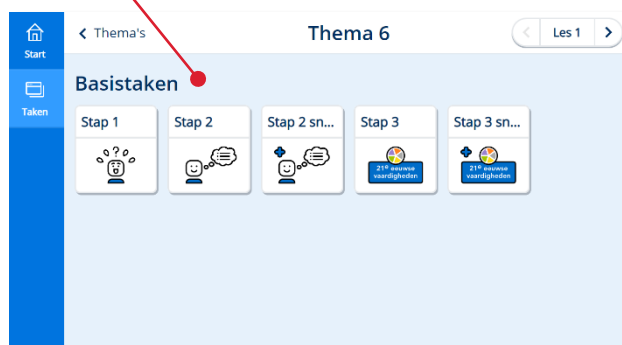 Start
Taken
Thema's
Thema 6
Les 1
Basistaken
Stap 1
Stap 2
Stap 2 sn...
Stap 3
Stap 3 sn...
21e eeuwse
vaardigheden
21e eeuwse
vaardigheden